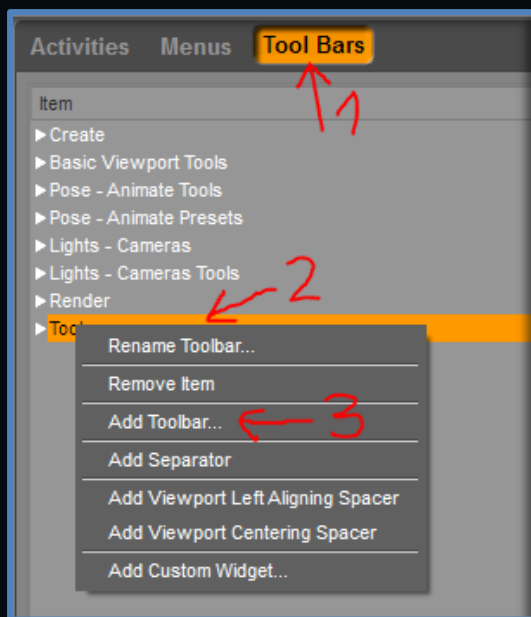 Activities Menus Tool Bars
1
Item
Create
Basic Viewport Tools
Pose - Animate Tools
Pose - Animate Presets
Lights - Cameras
Lights - Cameras Tools
2
Render
Rename Toolbar...
Remove Item
Add Toolbar... 3
Add Separator
Add Viewport Left Aligning Spacer
Add Viewport Centering Spacer
Add Custom Widget...